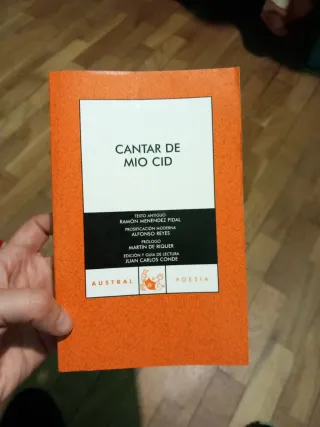 CANTAR DE
MIO CID
TEXTO ANTIGUO
RAMÓN MENÉNDEZ PIDAL
PROSIFICACIÓN MODERNA
ALFONSO REYES
PRÓLOGO
MARTÍN DE RIQUER
EDICIÓN Y GUÍA DE LECTURA
JUAN CARLOS CONDE
AUSTRAL POESÍA